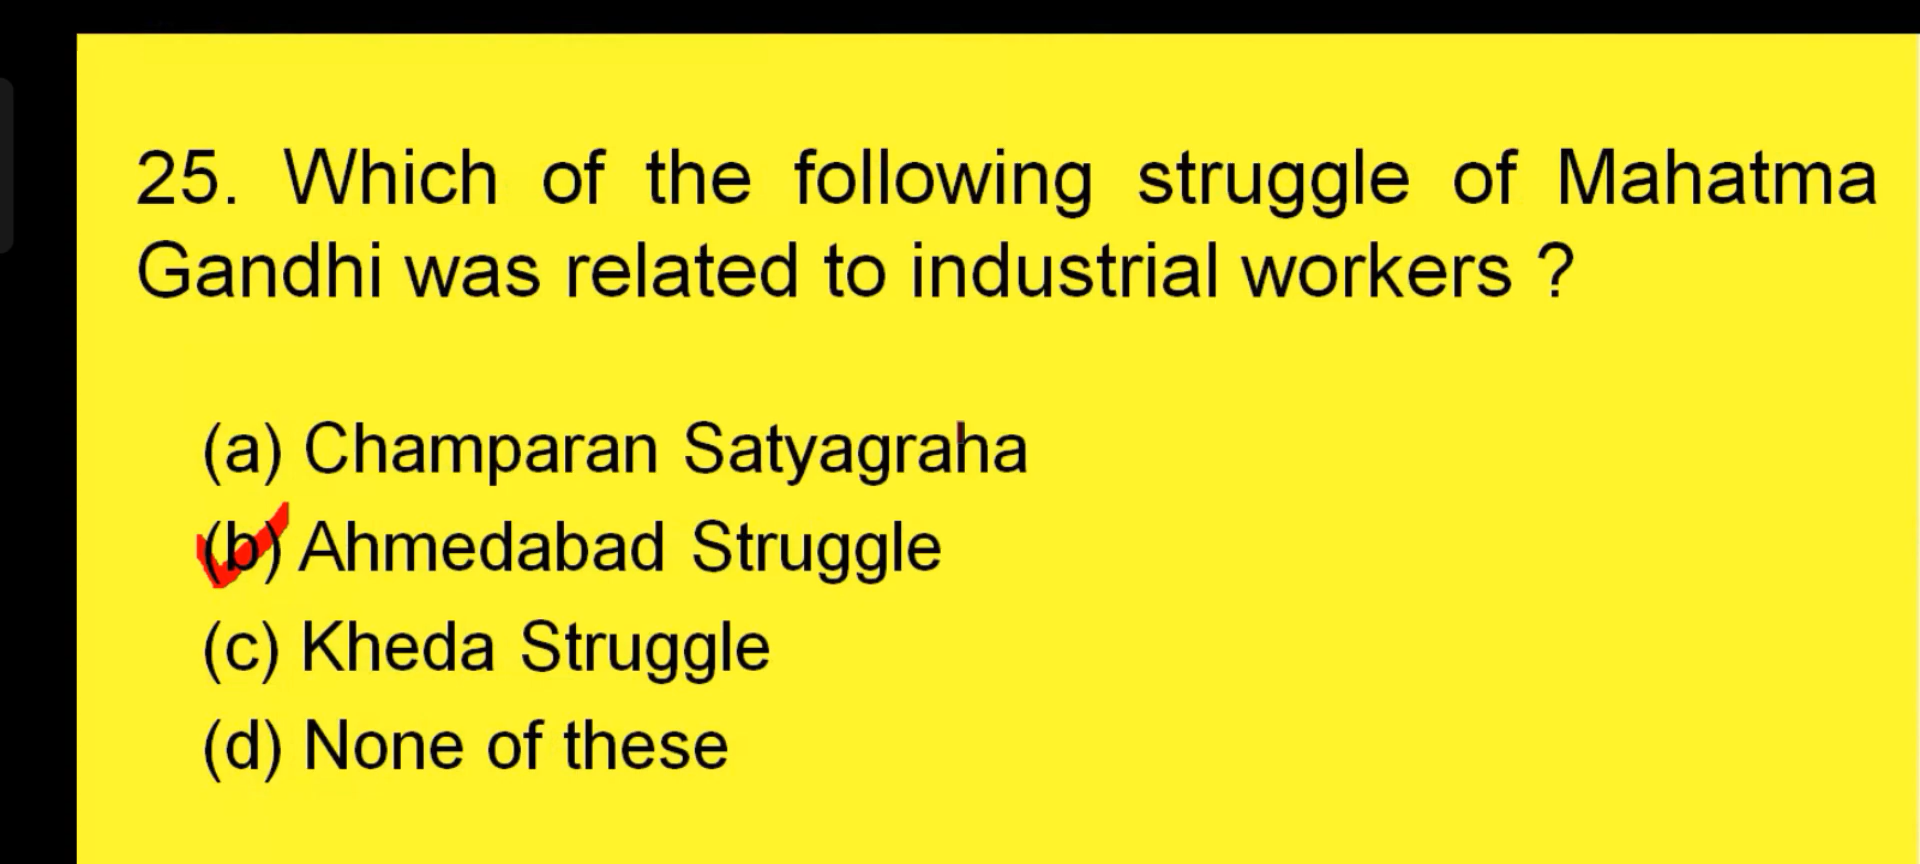 25. Which of the following struggle of Mahatma
Gandhi was related to industrial workers ?
(a) Champaran Satyagraha
(b) Ahmedabad Struggle
(c) Kheda Struggle
(d) None of these